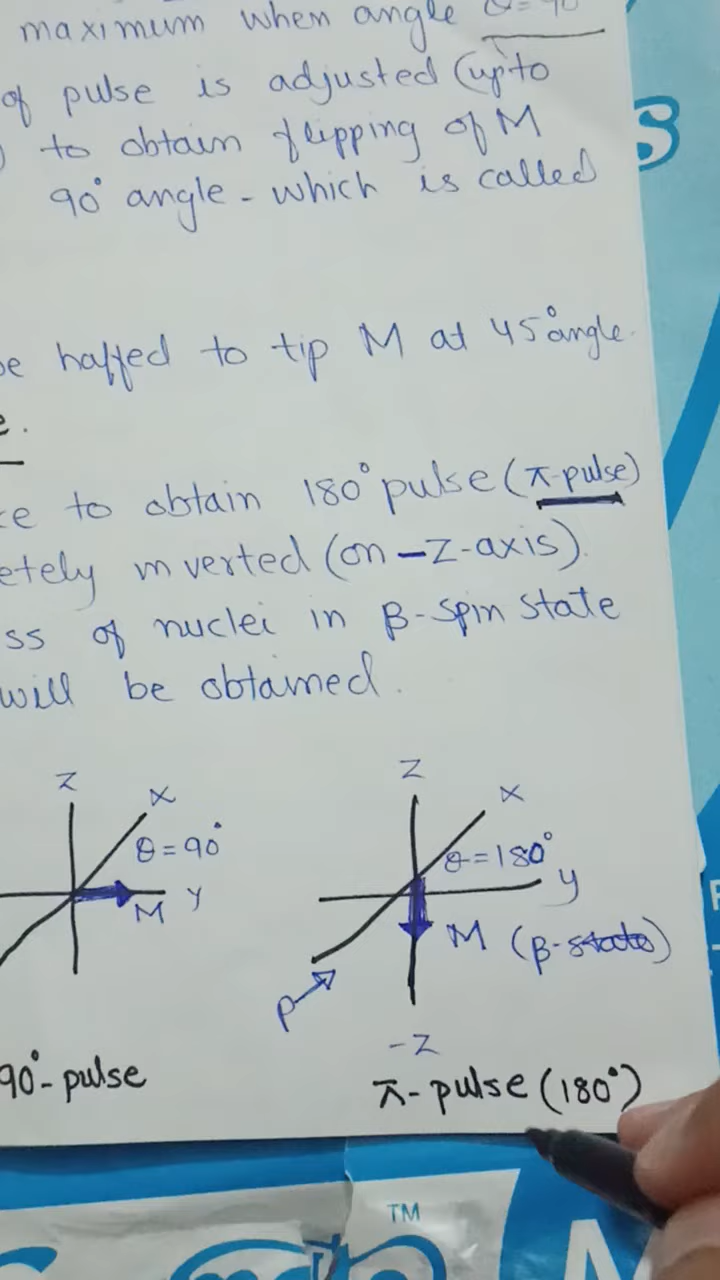 maximum when angle θ=90°
of pulse is adjusted (upto
) to obtain flipping of M
90° angle - which is called
be halfed to tip M at 45° angle.
e.
ce to obtain 180° pulse (π-pulse)
etely inverted (on -Z-axis).
ss of nuclei in β-spin state
will be obtained.
Z
X
θ=90°
M
Y
Z
X
θ=180°
y
M (β-state)
P
-Z
90°-pulse
π-pulse (180°)
TM
S